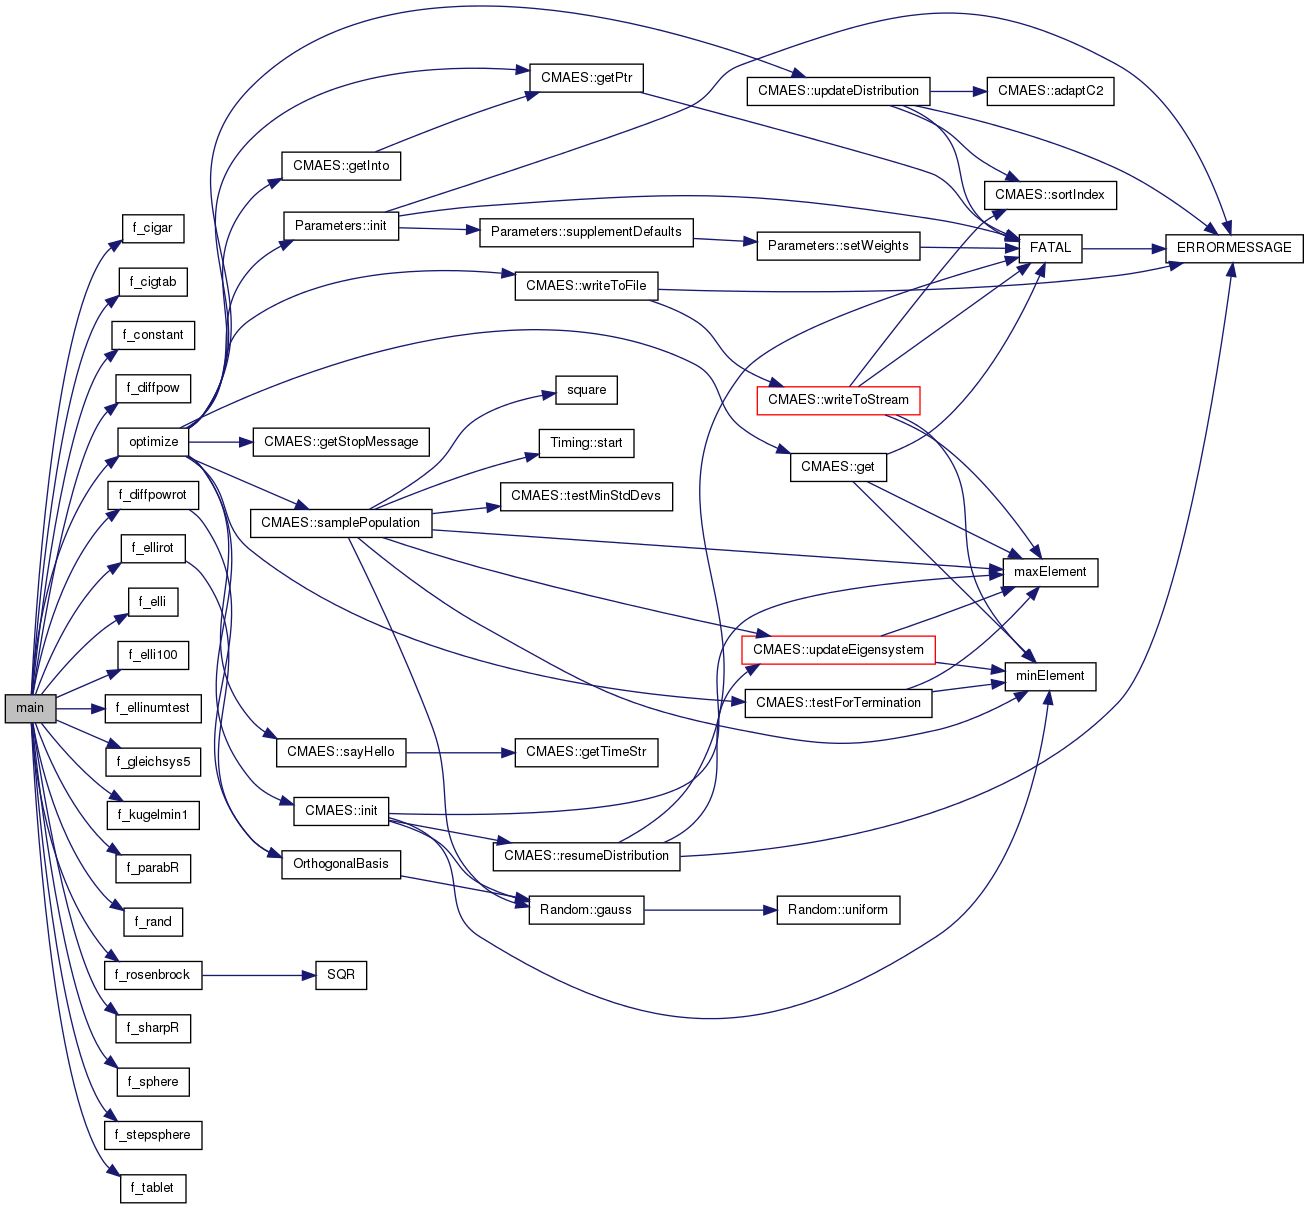 main
f_cigar
f_cigtab
f_constant
f_diffpow
optimize
f_diffpowrot
f_ellirot
f_elli
f_elli100
f_ellinumtest
f_gleichsys5
f_kugelmin1
f_parabR
f_rand
f_rosenbrock
f_sharpR
f_sphere
f_stepsphere
f_tablet
CMAES::getInto
Parameters::init
CMAES::getStopMessage
CMAES::samplePopulation
CMAES::sayHello
CMAES::init
OrthogonalBasis
SQR
CMAES::getPtr
Parameters::supplementDefaults
CMAES::writeToFile
square
Timing::start
CMAES::testMinStdDevs
CMAES::getTimeStr
CMAES::resumeDistribution
Random::gauss
CMAES::updateDistribution
Parameters::setWeights
CMAES::writeToStream
CMAES::get
CMAES::updateEigensystem
CMAES::testForTermination
Random::uniform
CMAES::adaptC2
CMAES::sortIndex
FATAL
maxElement
minElement
ERRORMESSAGE